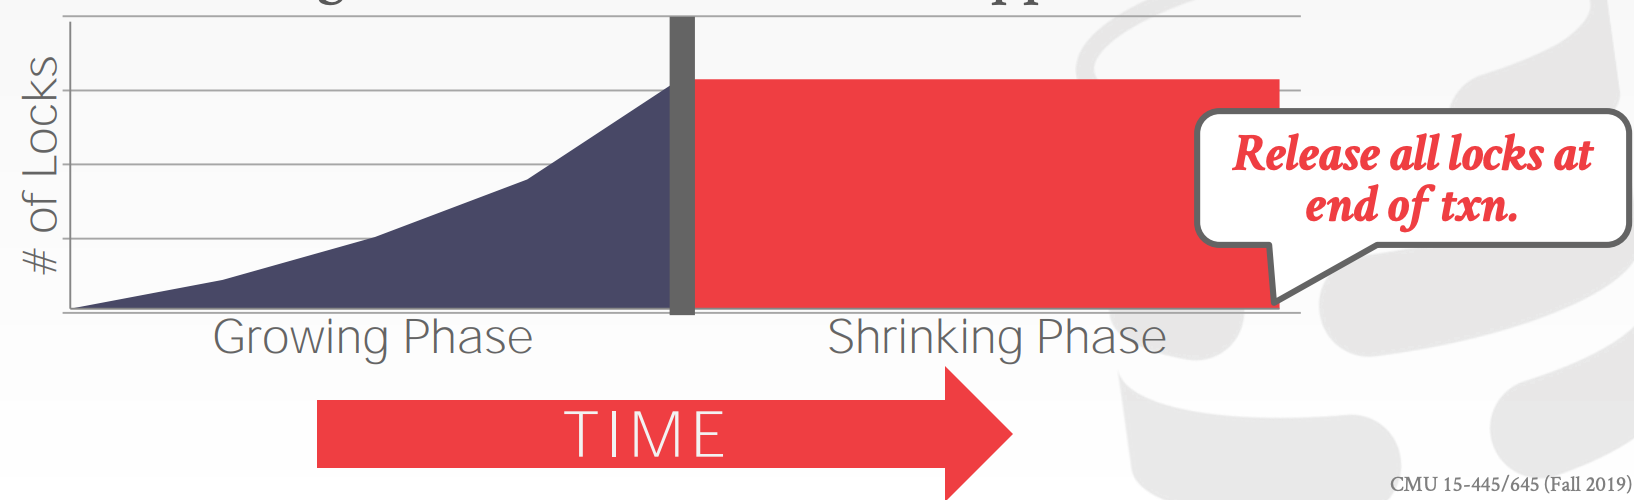 # of Locks
Release all locks at
end of txn.
Growing Phase
Shrinking Phase
TIME
CMU 15-445/645 (Fall 2019)